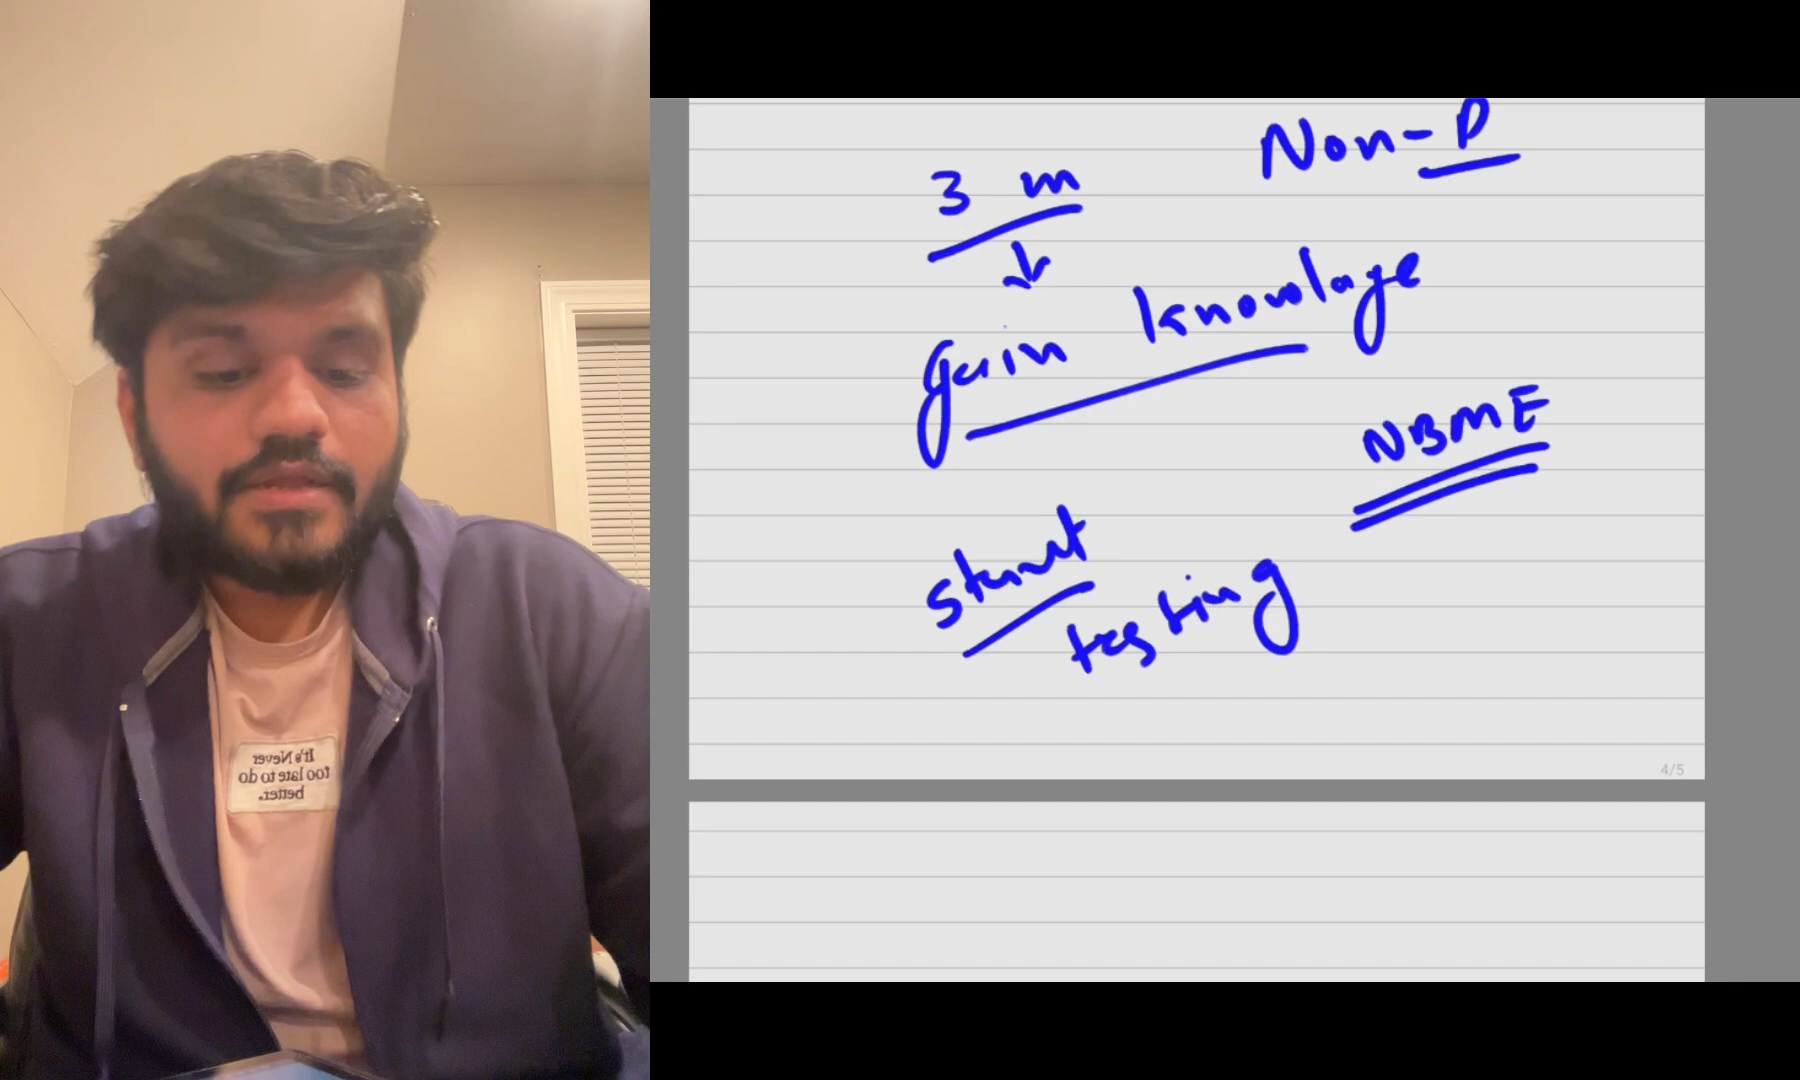 Non-P
3 m
gain knowlage
NBME
start
testing
4/5
It's Never
too late to do
better.